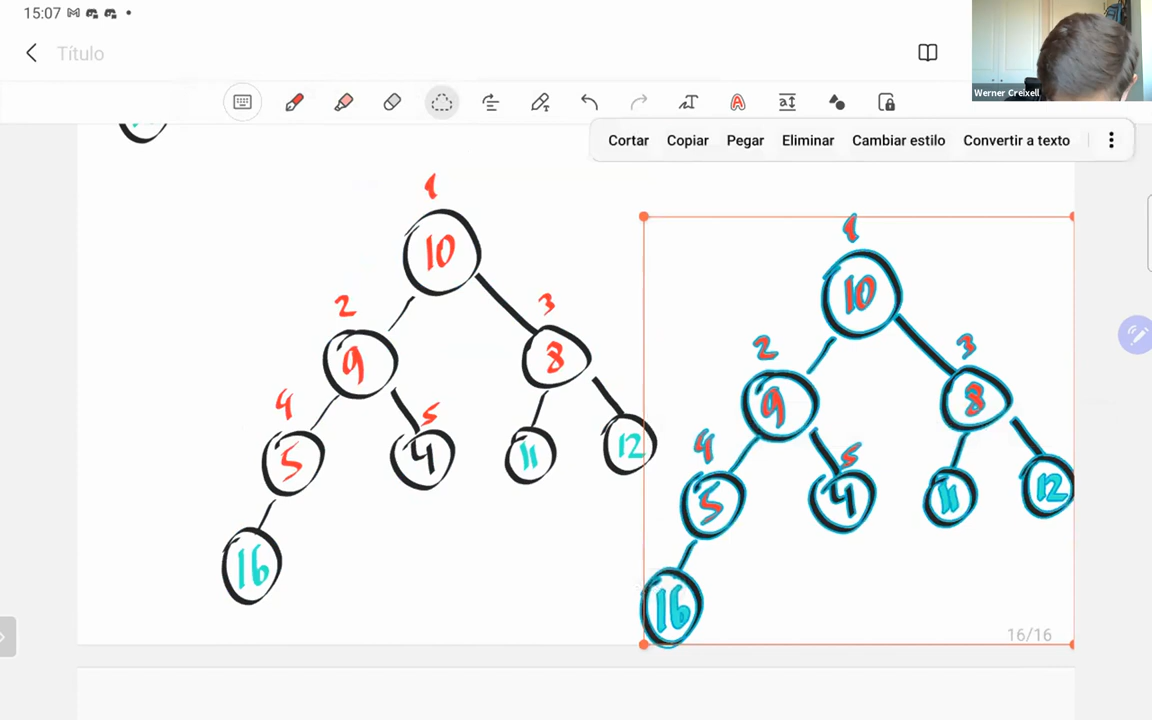 15:07
Título
Werner Creixell
Cortar Copiar Pegar Eliminar Cambiar estilo Convertir a texto
1
10
2 3
9 8
4 5
5 4 11 12
16
1
10
2 3
9 8
4 5
5 4 11 12
16
16/16